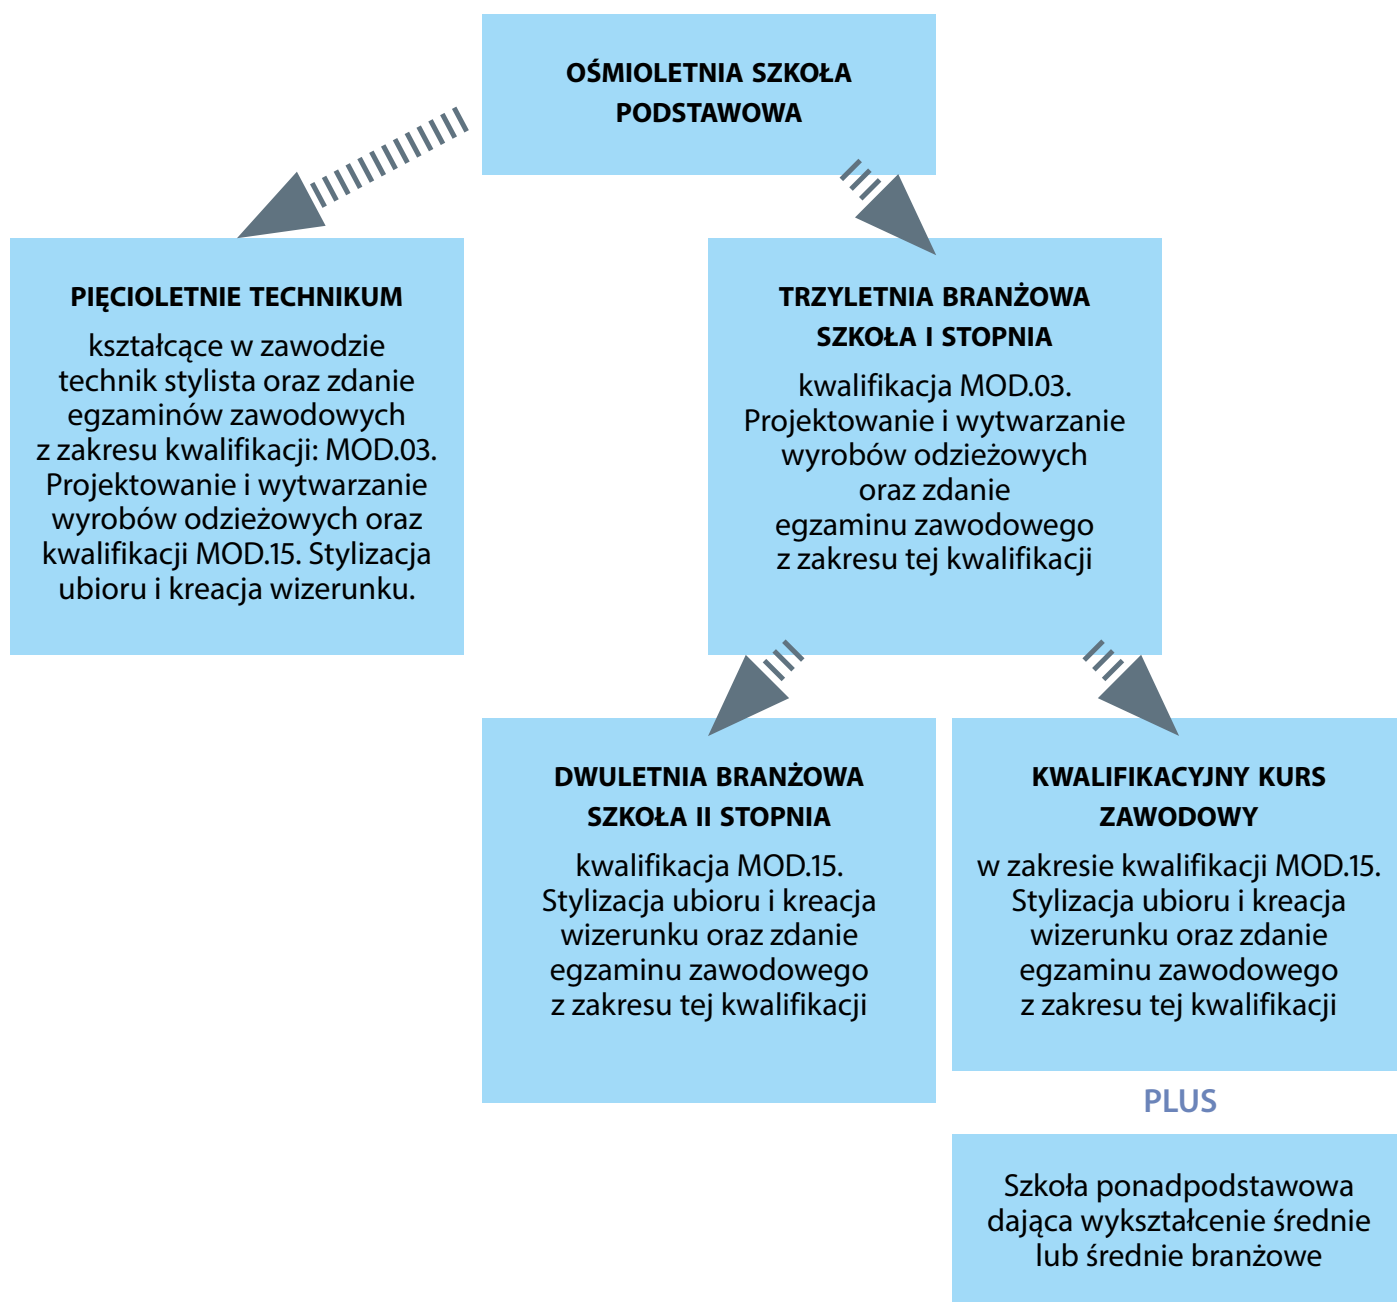 OŚMIOLETNIA SZKOŁA
PODSTAWOWA
PIĘCIOLETNIE TECHNIKUM
kształcące w zawodzie
technik stylista oraz zdanie
egzaminów zawodowych
z zakresu kwalifikacji: MOD.03.
Projektowanie i wytwarzanie
wyrobów odzieżowych oraz
kwalifikacji MOD.15. Stylizacja
ubioru i kreacja wizerunku.
TRZYLETNIA BRANŻOWA
SZKOŁA I STOPNIA
kwalifikacja MOD.03.
Projektowanie i wytwarzanie
wyrobów odzieżowych
oraz zdanie
egzaminu zawodowego
z zakresu tej kwalifikacji
DWULETNIA BRANŻOWA
SZKOŁA II STOPNIA
kwalifikacja MOD.15.
Stylizacja ubioru i kreacja
wizerunku oraz zdanie
egzaminu zawodowego
z zakresu tej kwalifikacji
KWALIFIKACYJNY KURS
ZAWODOWY
w zakresie kwalifikacji MOD.15.
Stylizacja ubioru i kreacja
wizerunku oraz zdanie
egzaminu zawodowego
z zakresu tej kwalifikacji
PLUS
Szkoła ponadpodstawowa
dająca wykształcenie średnie
lub średnie branżowe